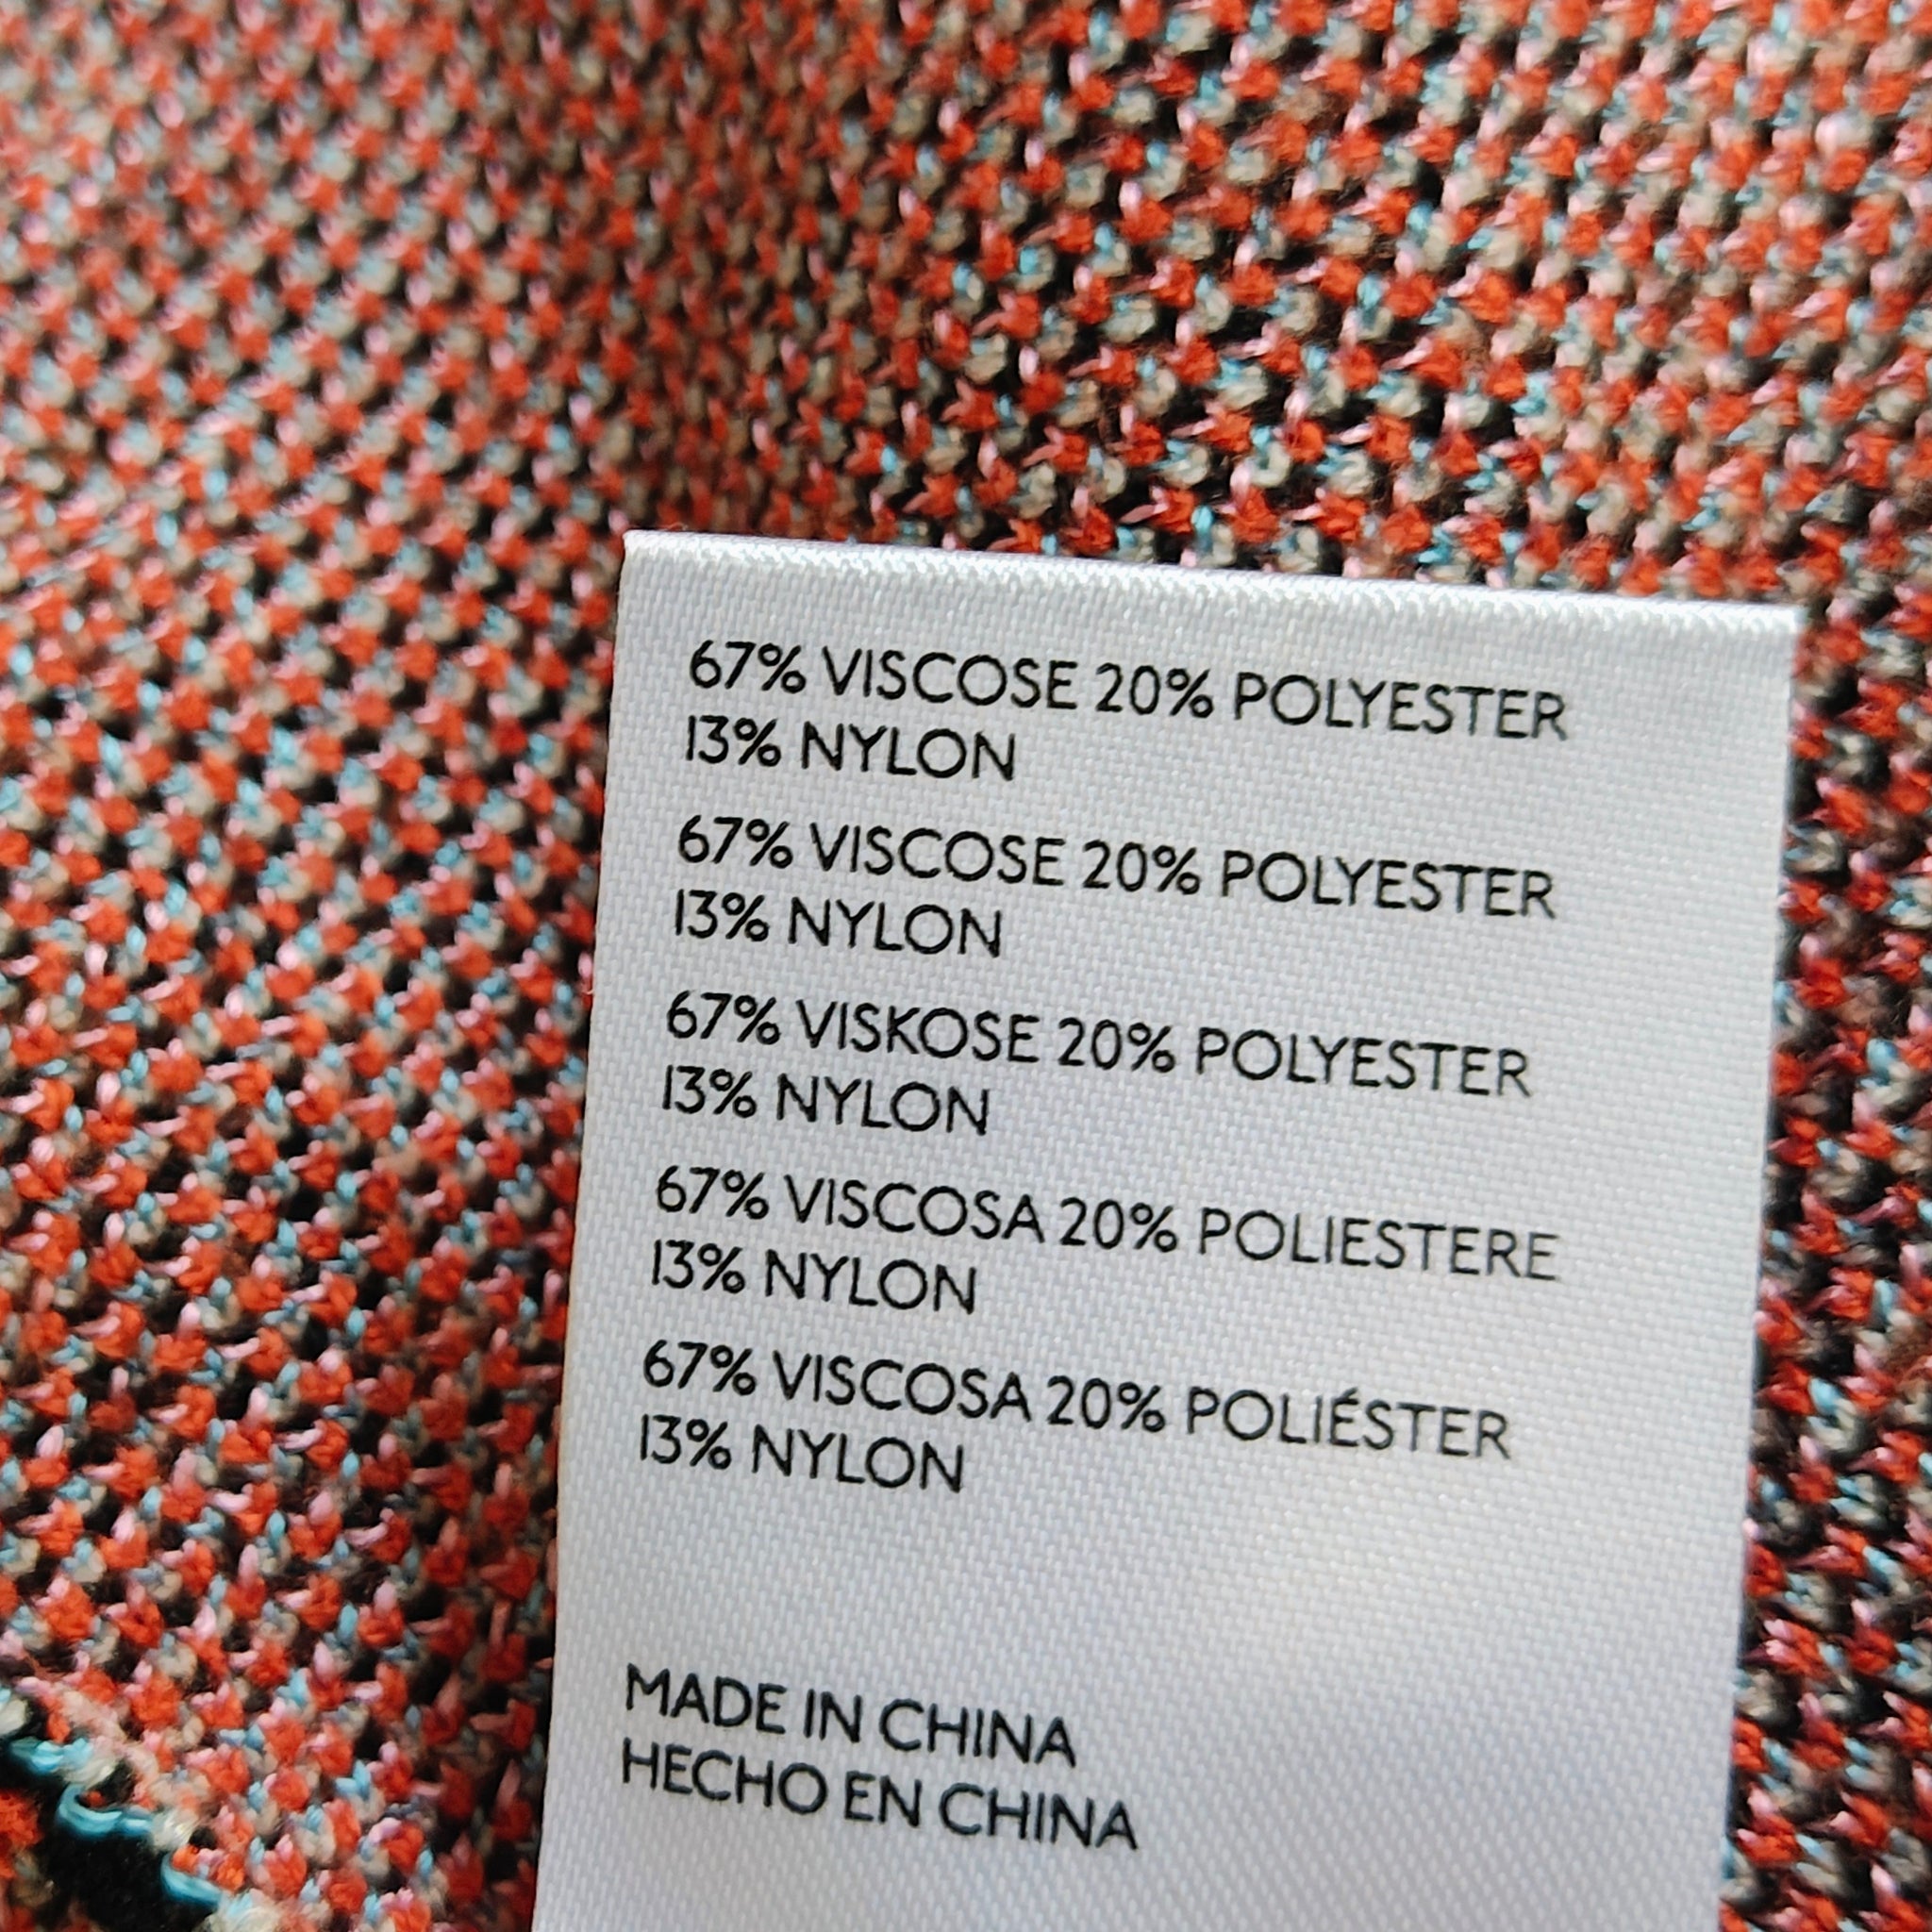 67% VISCOSE 20% POLYESTER
13% NYLON
67% VISCOSE 20% POLYESTER
13% NYLON
67% VISKOSE 20% POLYESTER
13% NYLON
67% VISCOSA 20% POLIESTERE
13% NYLON
67% VISCOSA 20% POLIÉSTER
13% NYLON
MADE IN CHINA
HECHO EN CHINA